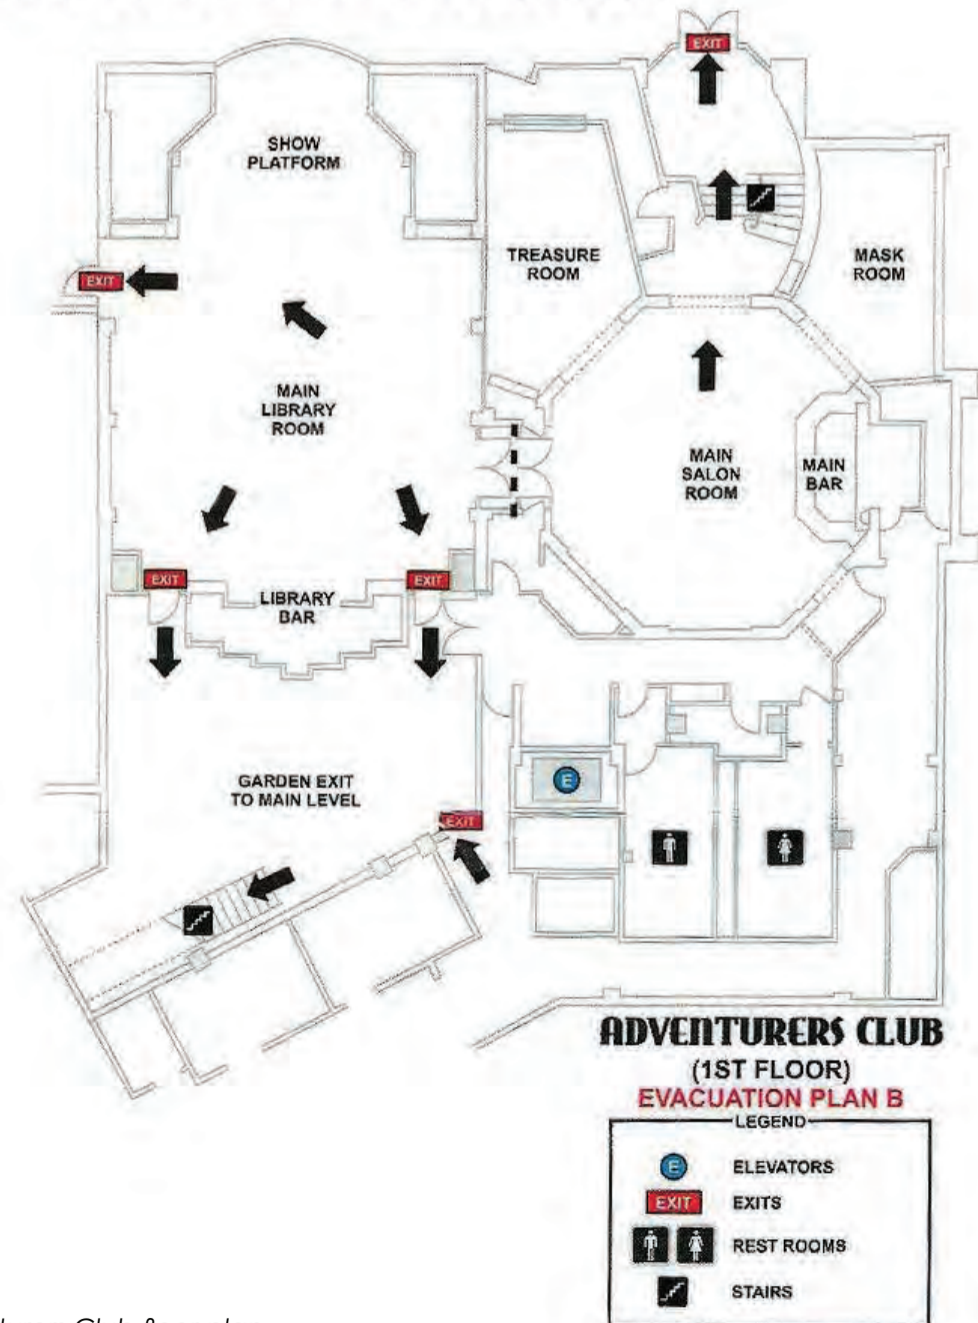 EXIT
SHOW
PLATFORM
TREASURE
ROOM
MASK
ROOM
EXIT
MAIN
LIBRARY
ROOM
MAIN
SALON
ROOM
MAIN
BAR
EXIT
EXIT
LIBRARY
BAR
GARDEN EXIT
TO MAIN LEVEL
E
EXIT
ADVENTURERS CLUB
(1ST FLOOR)
EVACUATION PLAN B
LEGEND
E ELEVATORS
EXIT EXITS
REST ROOMS
STAIRS
Club